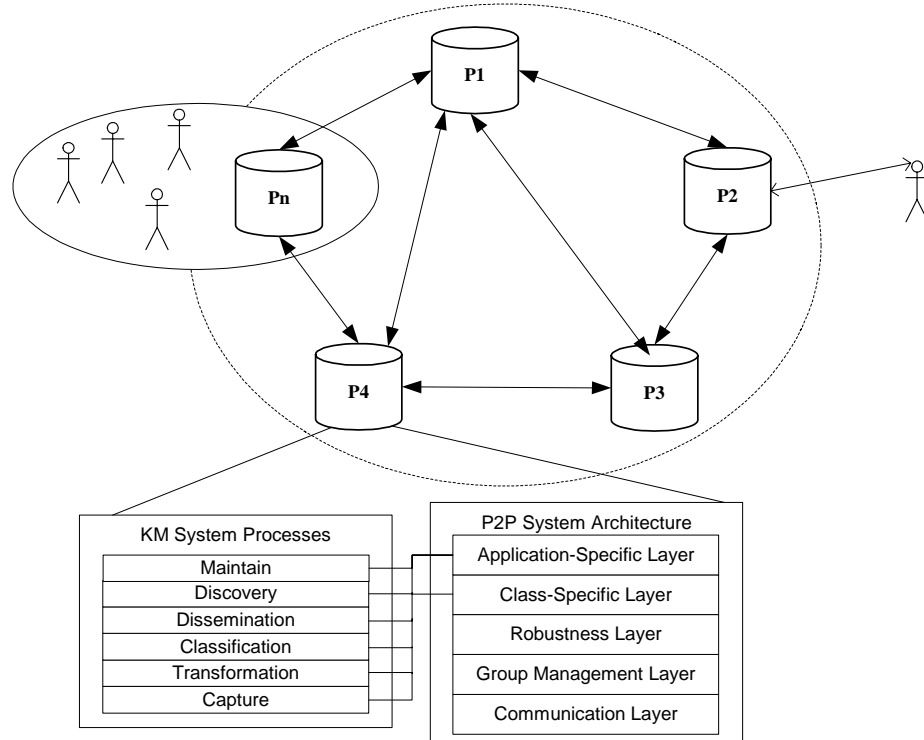 P1
Pn
P2
P4
P3
KM System Processes
Maintain
Discovery
Dissemination
Classification
Transformation
Capture
P2P System Architecture
Application-Specific Layer
Class-Specific Layer
Robustness Layer
Group Management Layer
Communication Layer